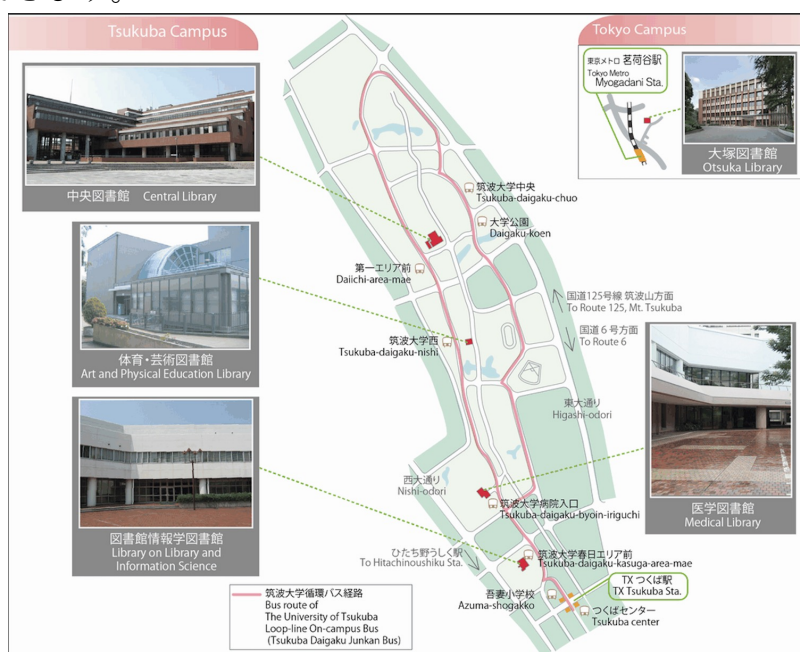 Tsukuba Campus
Tokyo Campus
中央図書館 Central Library
体育・芸術図書館
Art and Physical Education Library
図書館情報学図書館
Library on Library and
Information Science
東京メトロ 茗荷谷駅
Tokyo Metro
Myogadani Sta.
大塚図書館
Otsuka Library
筑波大学中央
Tsukuba-daigaku-chuo
大学公園
Daigaku-koen
第一エリア前
Daiichi-area-mae
国道125号線 筑波山方面
To Route 125, Mt. Tsukuba
国道6号方面
To Route 6
筑波大学西
Tsukuba-daigaku-nishi
東大通り
Higashi-odori
西大通り
Nishi-odori
筑波大学病院入口
Tsukuba-daigaku-byoin-iriguchi
医学図書館
Medical Library
ひたち野うしく駅
To Hitachinoushiku Sta.
筑波大学春日エリア前
Tsukuba-daigaku-kasuga-area-mae
吾妻小学校
Azuma-shogakko
TX つくば駅
TX Tsukuba Sta.
つくばセンター
Tsukuba center
筑波大学循環バス経路
Bus route of
The University of Tsukuba
Loop-line On-campus Bus
(Tsukuba Daigaku Junkan Bus)